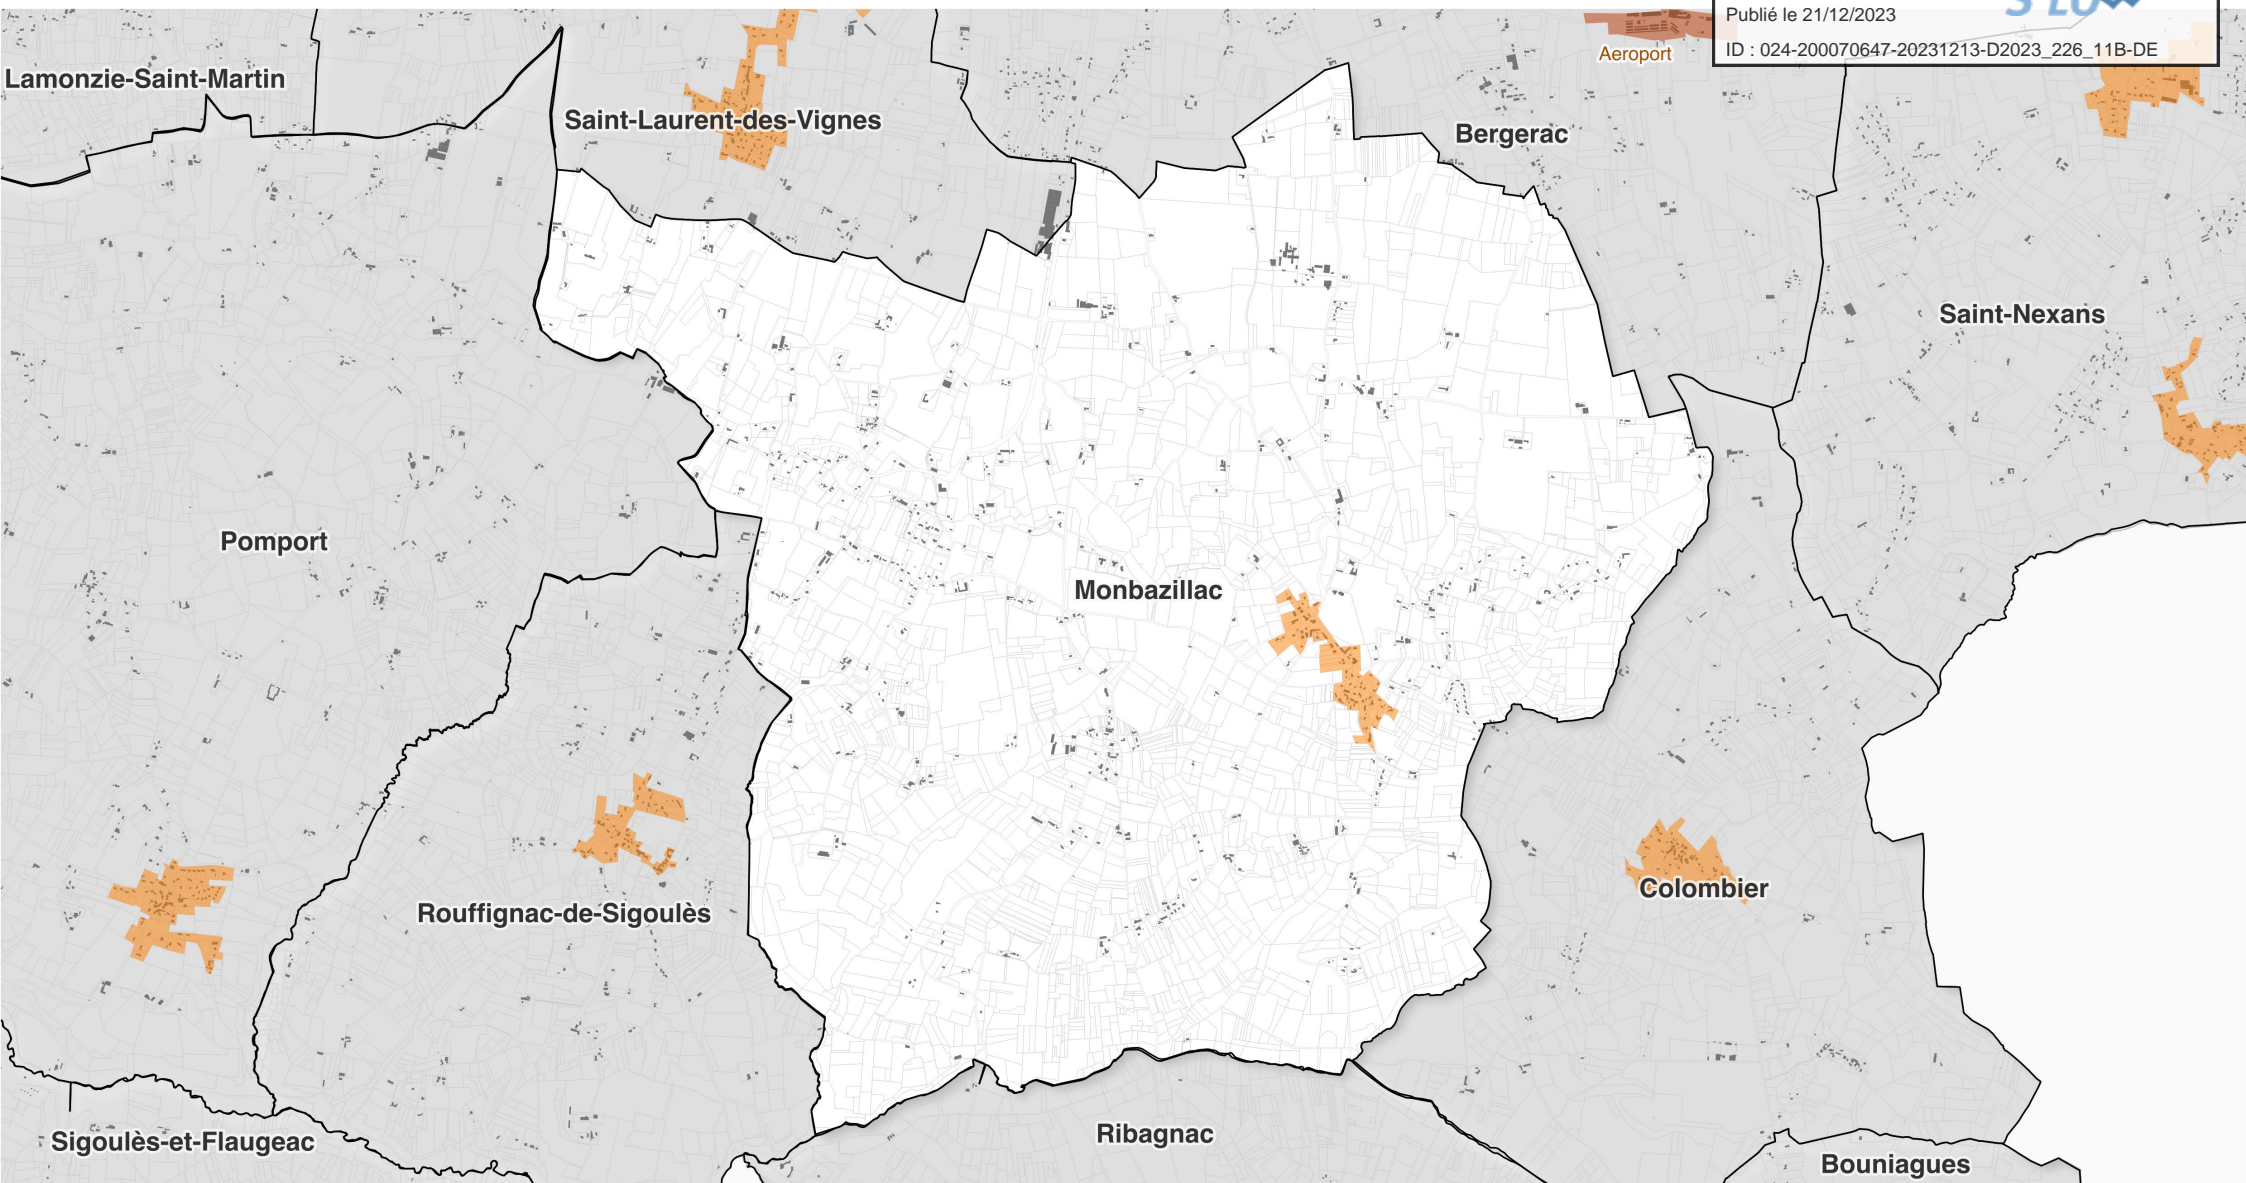 Publié le 21/12/2023
ID : 024-200070647-20231213-D2023_226_11B-DE
Aeroport
Lamonzie-Saint-Martin
Saint-Laurent-des-Vignes
Bergerac
Saint-Nexans
Pomport
Monbazillac
Colombier
Rouffignac-de-Sigoulès
Ribagnac
Sigoulès-et-Flaugeac
Bouniagues